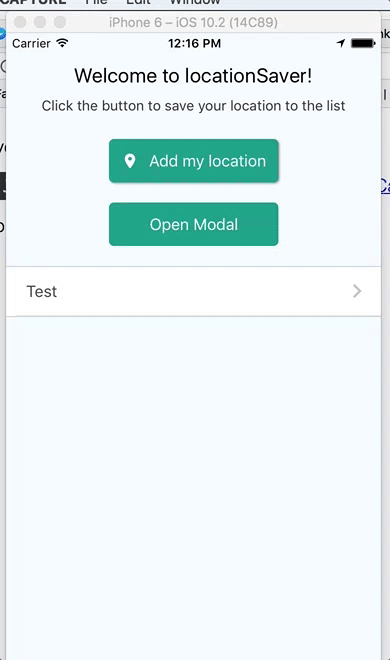 CAPTURE File Edit Window
iPhone 6 – iOS 10.2 (14C89)
Carrier 12:16 PM
Welcome to locationSaver!
Click the button to save your location to the list
Add my location
Open Modal
Test